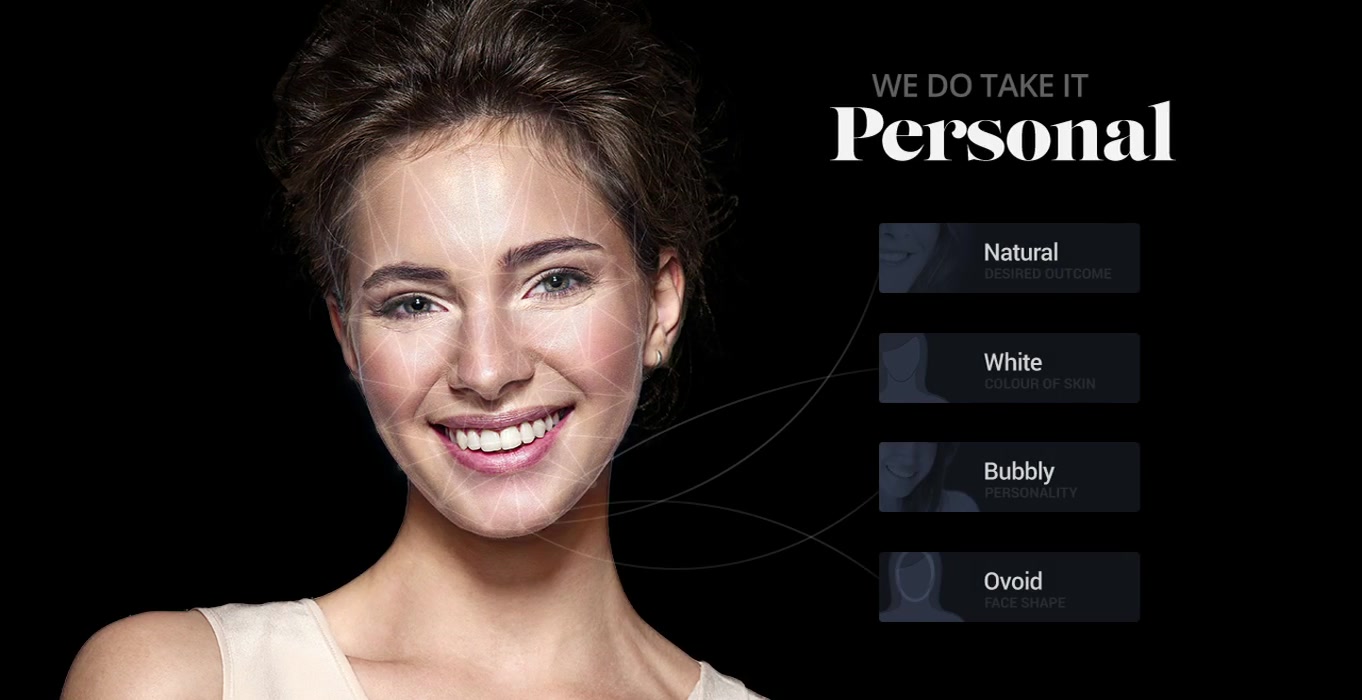 WE DO TAKE IT
Personal
Natural
DESIRED OUTCOME
White
COLOUR OF SKIN
Bubbly
PERSONALITY
Ovoid
FACE SHAPE